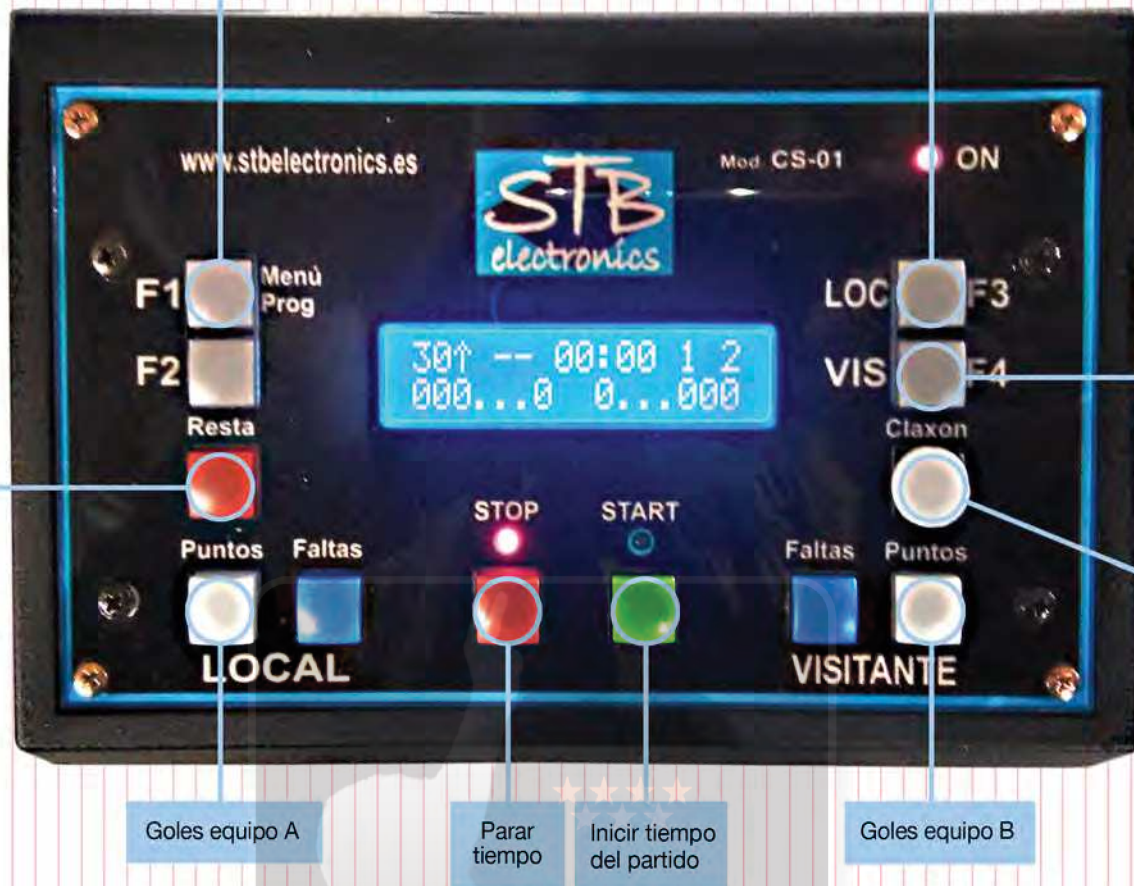 www.stbelectronics.es
STB
electronics
Mod. CS-01
ON
F1
Menù
Prog
F2
Resta
30↑ -- 00:00 1 2
000...0 0...000
LOC
F3
VIS
F4
Claxon
Puntos
Faltas
STOP
START
Faltas
Puntos
LOCAL
VISITANTE
Goles equipo A
Parar
tiempo
Inicir tiempo
del partido
Goles equipo B